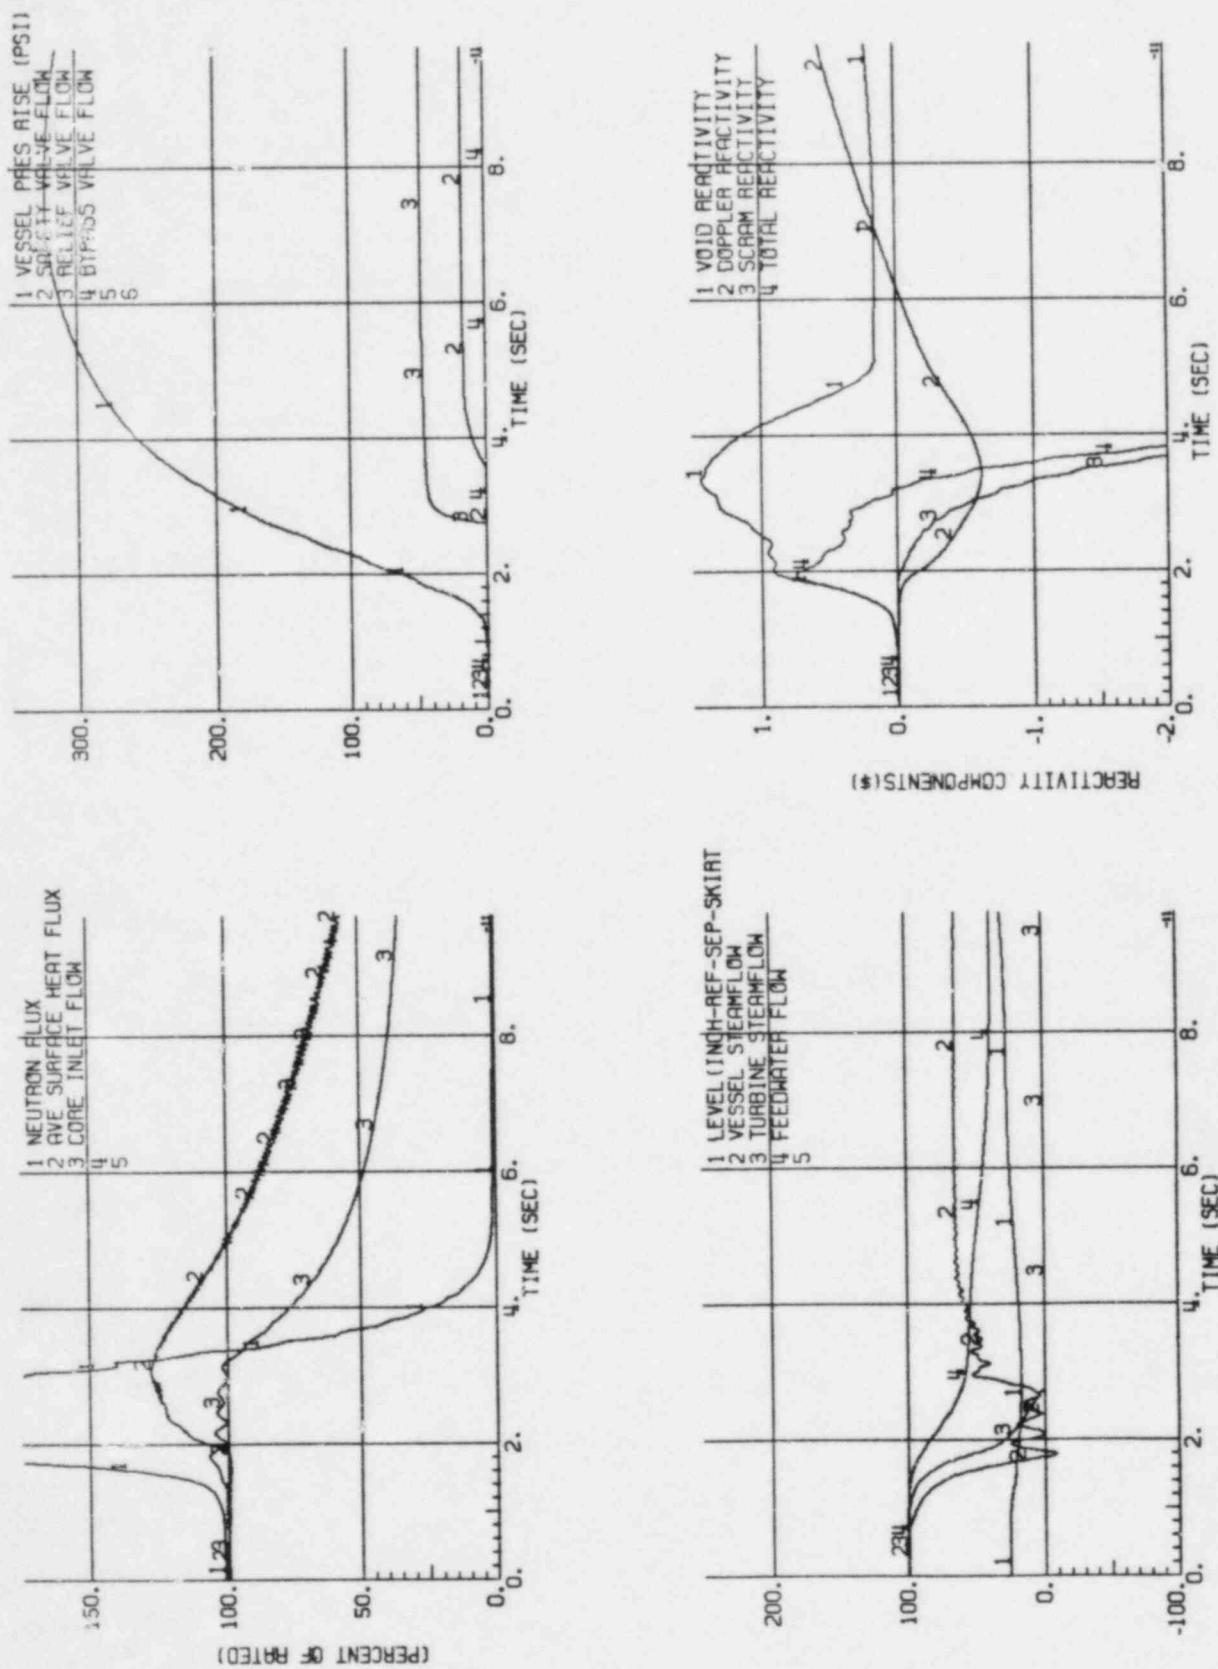 1 NEUTRON FLUX
2 AVE SURFACE HEAT FLUX
3 CORE INLET FLOW
4
5
150.
100.
50.
0.
(PERCENT OF RATED)
0. 2. 4. 6. 8.
TIME (SEC)
1 VESSEL PRES RISE (PSI)
2 SAFETY VALVE FLOW
3 RELIEF VALVE FLOW
4 BYPASS VALVE FLOW
5
6
300.
200.
100.
0.
0. 2. 4. 6. 8.
TIME (SEC)
1 LEVEL(INCH-REF-SEP-SKIRT
2 VESSEL STEAMFLOW
3 TURBINE STEAMFLOW
4 FEEDWATER FLOW
5
200.
100.
0.
-100.
0. 2. 4. 6. 8.
TIME (SEC)
1 VOID REACTIVITY
2 DOPPLER REACTIVITY
3 SCRAM REACTIVITY
4 TOTAL REACTIVITY
1.
0.
-1.
-2.
REACTIVITY COMPONENTS($)
0. 2. 4. 6. 8.
TIME (SEC)